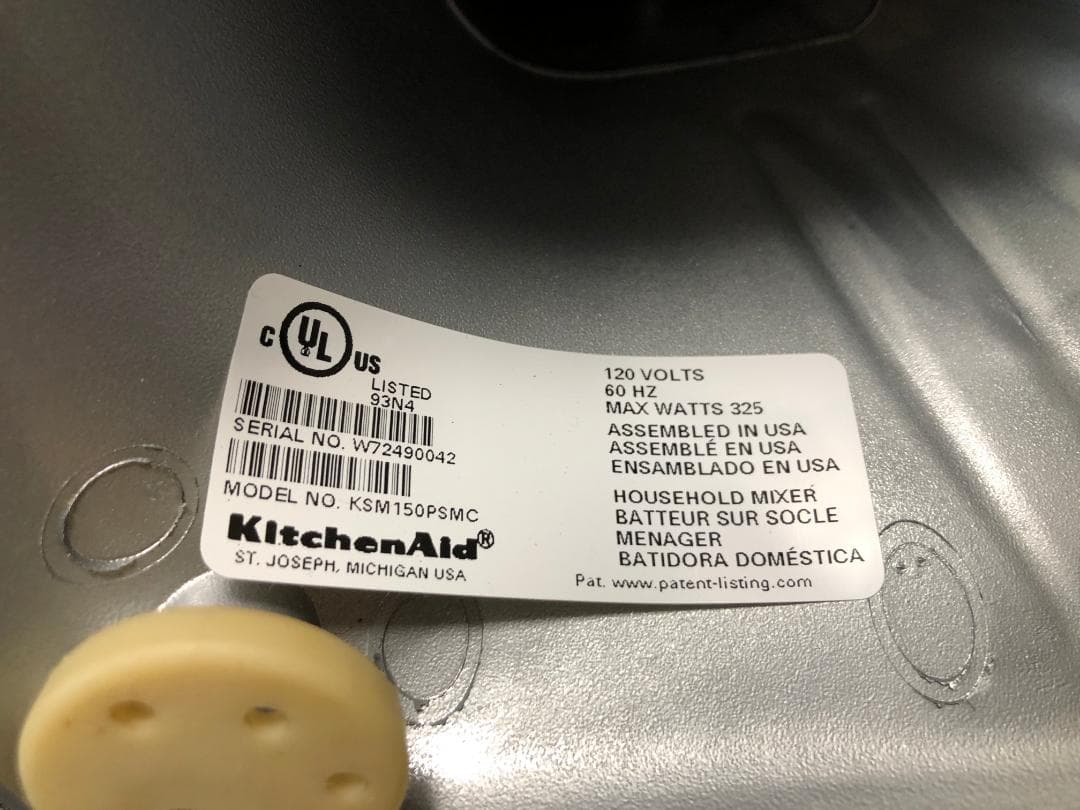 C UL US
LISTED
93N4
SERIAL NO. W72490042
MODEL NO. KSM150PSMC
KitchenAid®
ST. JOSEPH, MICHIGAN USA
120 VOLTS
60 HZ
MAX WATTS 325
ASSEMBLED IN USA
ASSEMBLÉ EN USA
ENSAMBLADO EN USA
HOUSEHOLD MIXER
BATTEUR SUR SOCLE
MENAGER
BATIDORA DOMÉSTICA
Pat. www.patent-listing.com